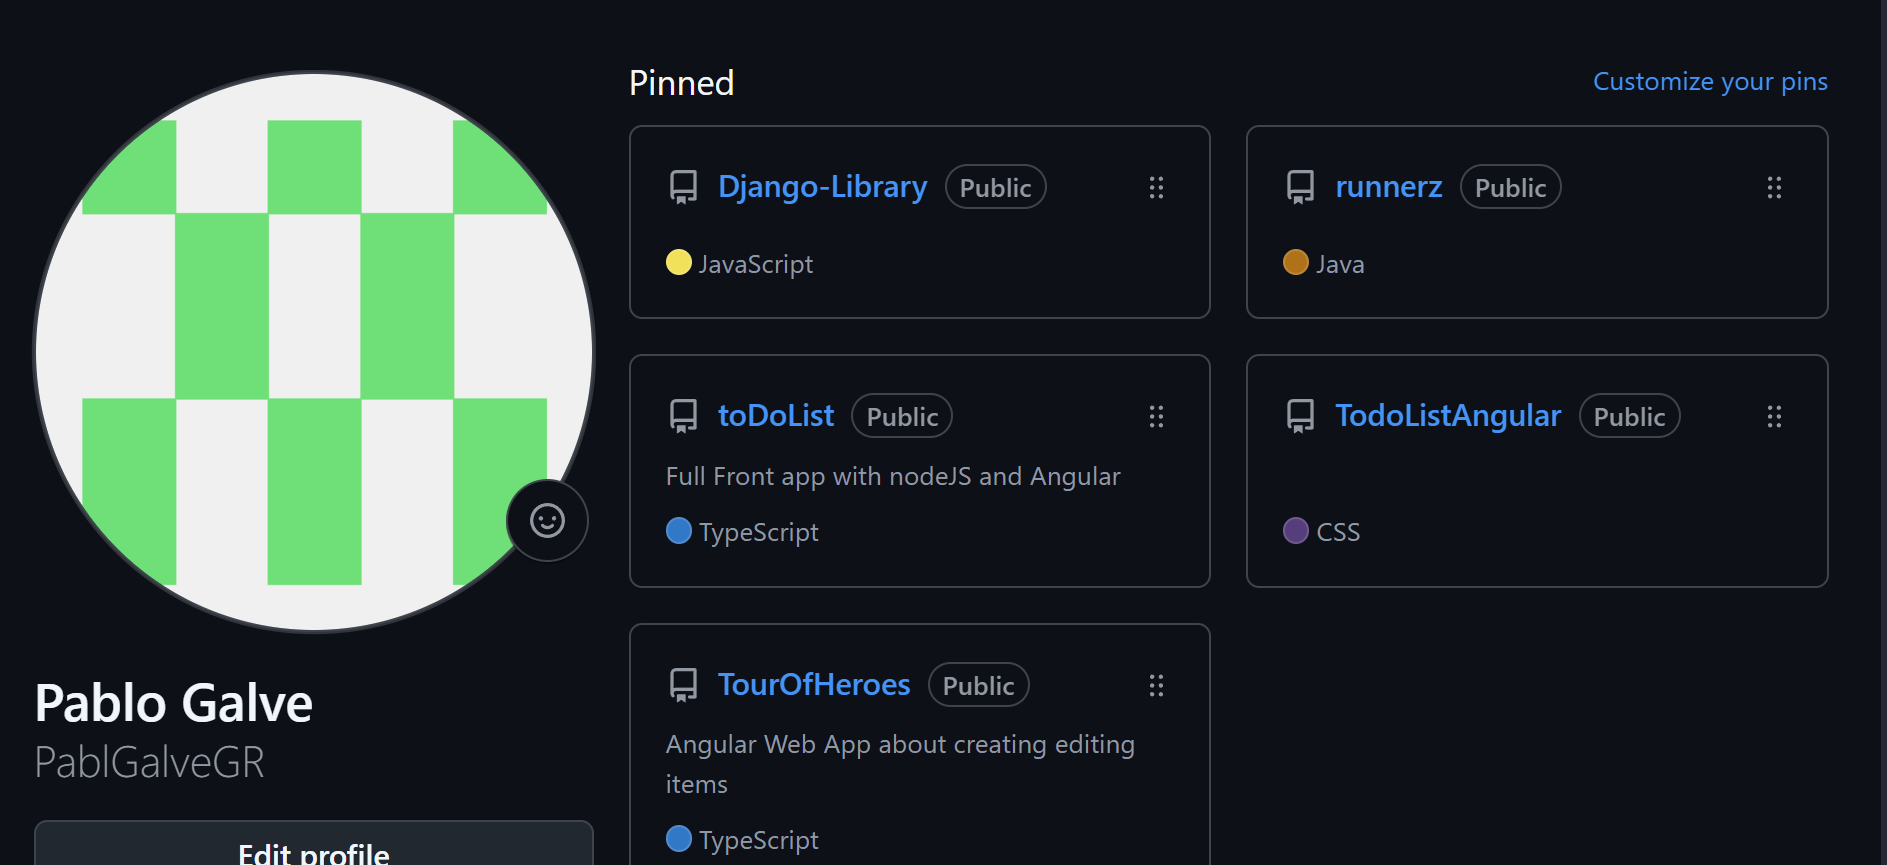 Pinned
Customize your pins
Django-Library Public
JavaScript
runnerz Public
Java
toDoList Public
Full Front app with nodeJS and Angular
TypeScript
TodoListAngular Public
CSS
TourOfHeroes Public
Angular Web App about creating editing
items
TypeScript
Pablo Galve
PablGalveGR
Edit profile